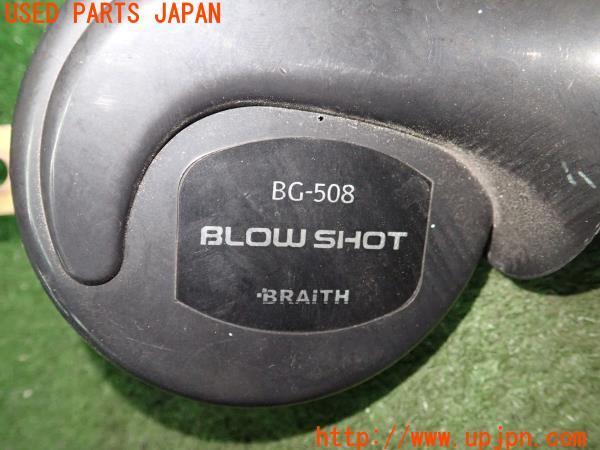 USED PARTS JAPAN
BG-508
BLOW SHOT
BRAiTH
http://www.upjpn.com